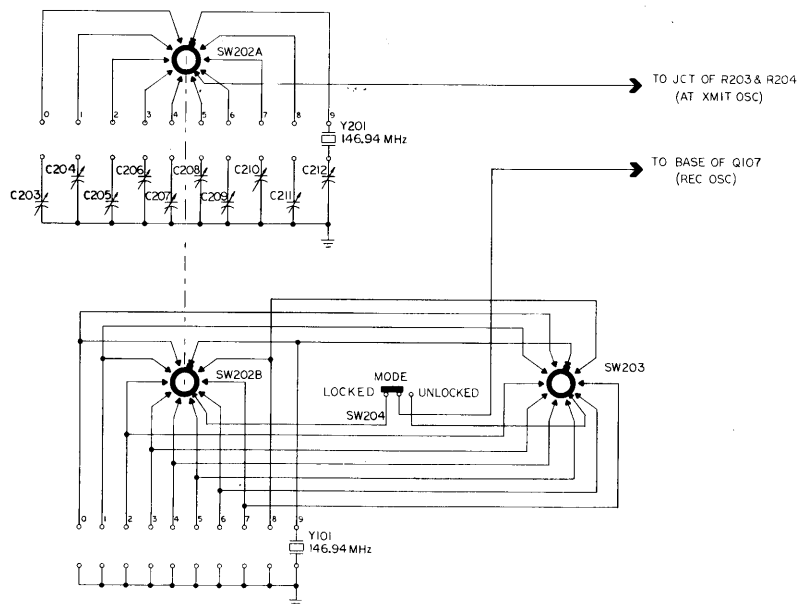 SW202A
TO JCT OF R203 & R204
(AT XMIT OSC)
0 1 2 3 4 5 6 7 8 9
Y201
146.94 MHz
C204 C206 C208 C210 C212
TO BASE OF Q107
(REC OSC)
C203 C205 C207 C209 C211
SW202B
MODE
LOCKED UNLOCKED
SW204
SW203
0 1 2 3 4 5 6 7 8 9
Y101
146.94 MHz